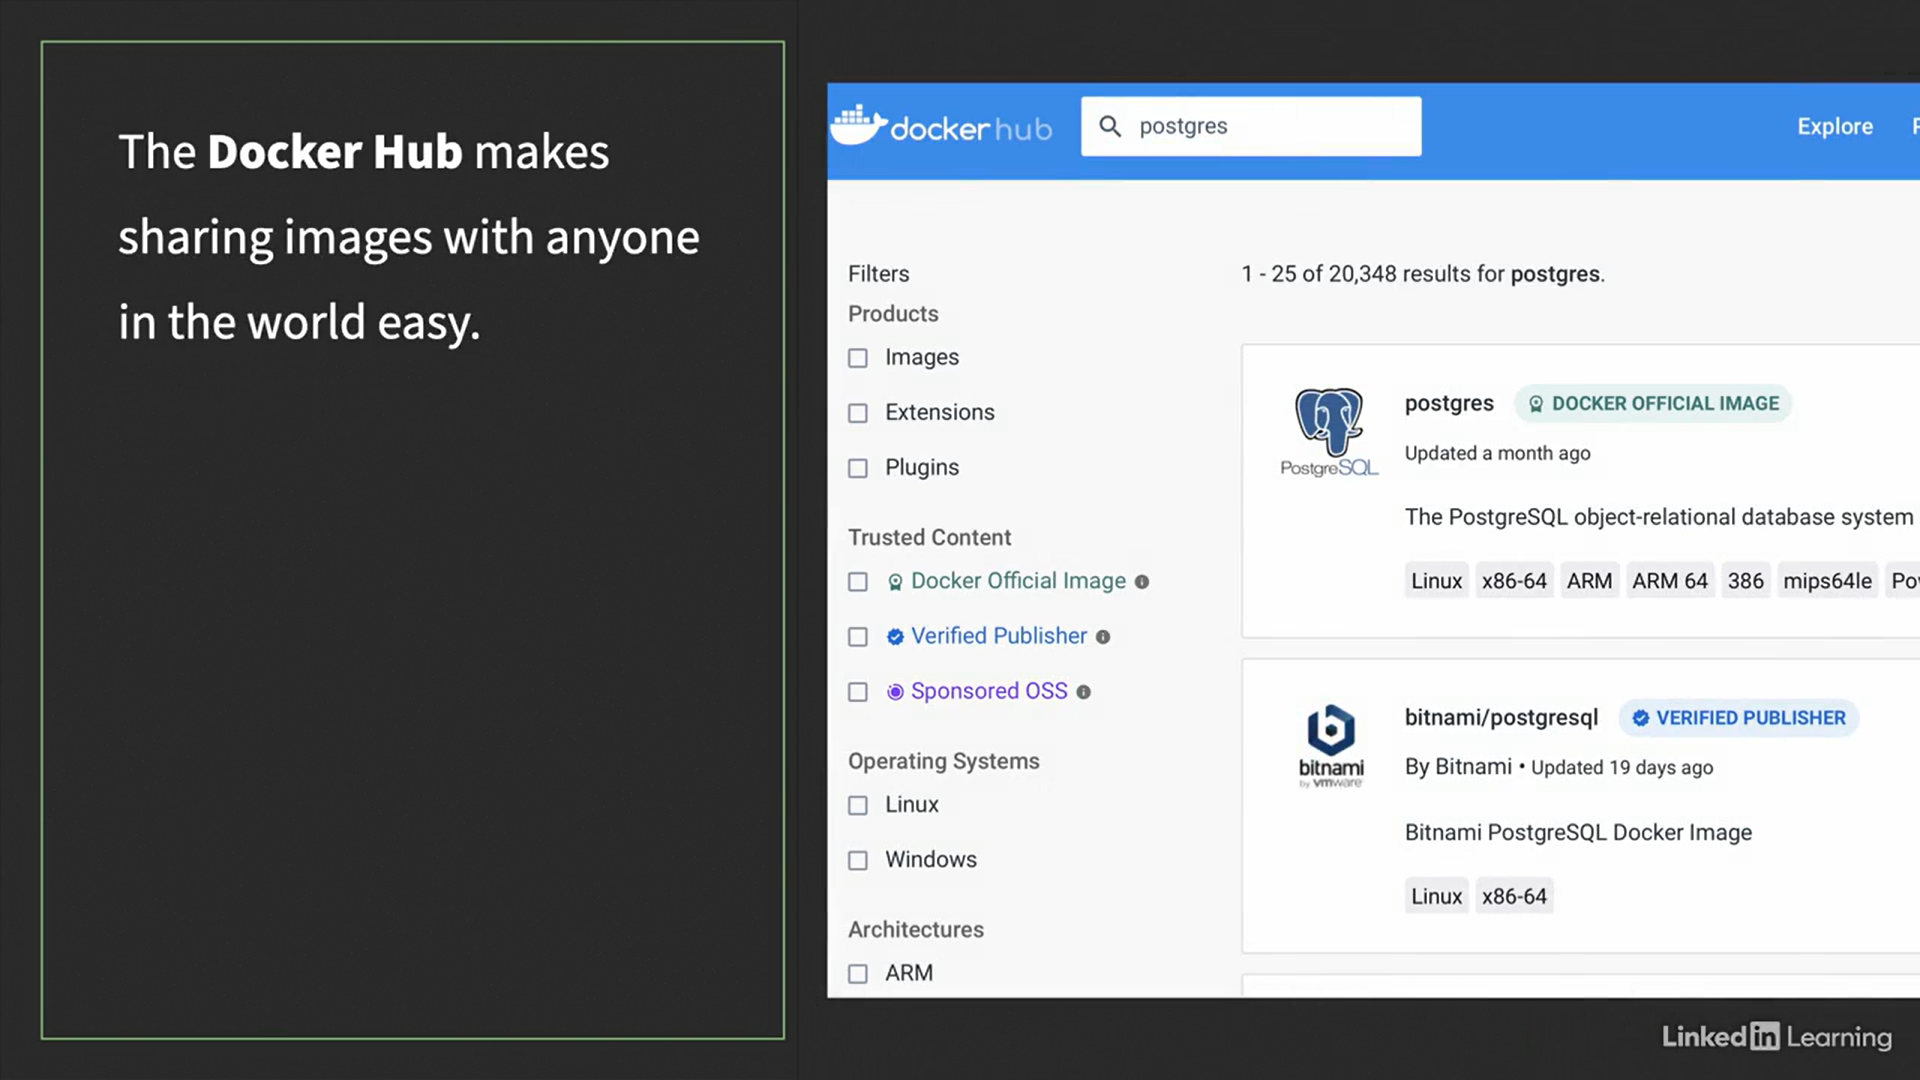 The Docker Hub makes
sharing images with anyone
in the world easy.
docker hub
postgres
Explore
Filters
Products
Images
Extensions
Plugins
Trusted Content
Docker Official Image
Verified Publisher
Sponsored OSS
Operating Systems
Linux
Windows
Architectures
ARM
1 - 25 of 20,348 results for postgres.
PostgreSQL
postgres DOCKER OFFICIAL IMAGE
Updated a month ago
The PostgreSQL object-relational database system
Linux x86-64 ARM ARM 64 386 mips64le
bitnami
by vmware
bitnami/postgresql VERIFIED PUBLISHER
By Bitnami • Updated 19 days ago
Bitnami PostgreSQL Docker Image
Linux x86-64
LinkedIn Learning